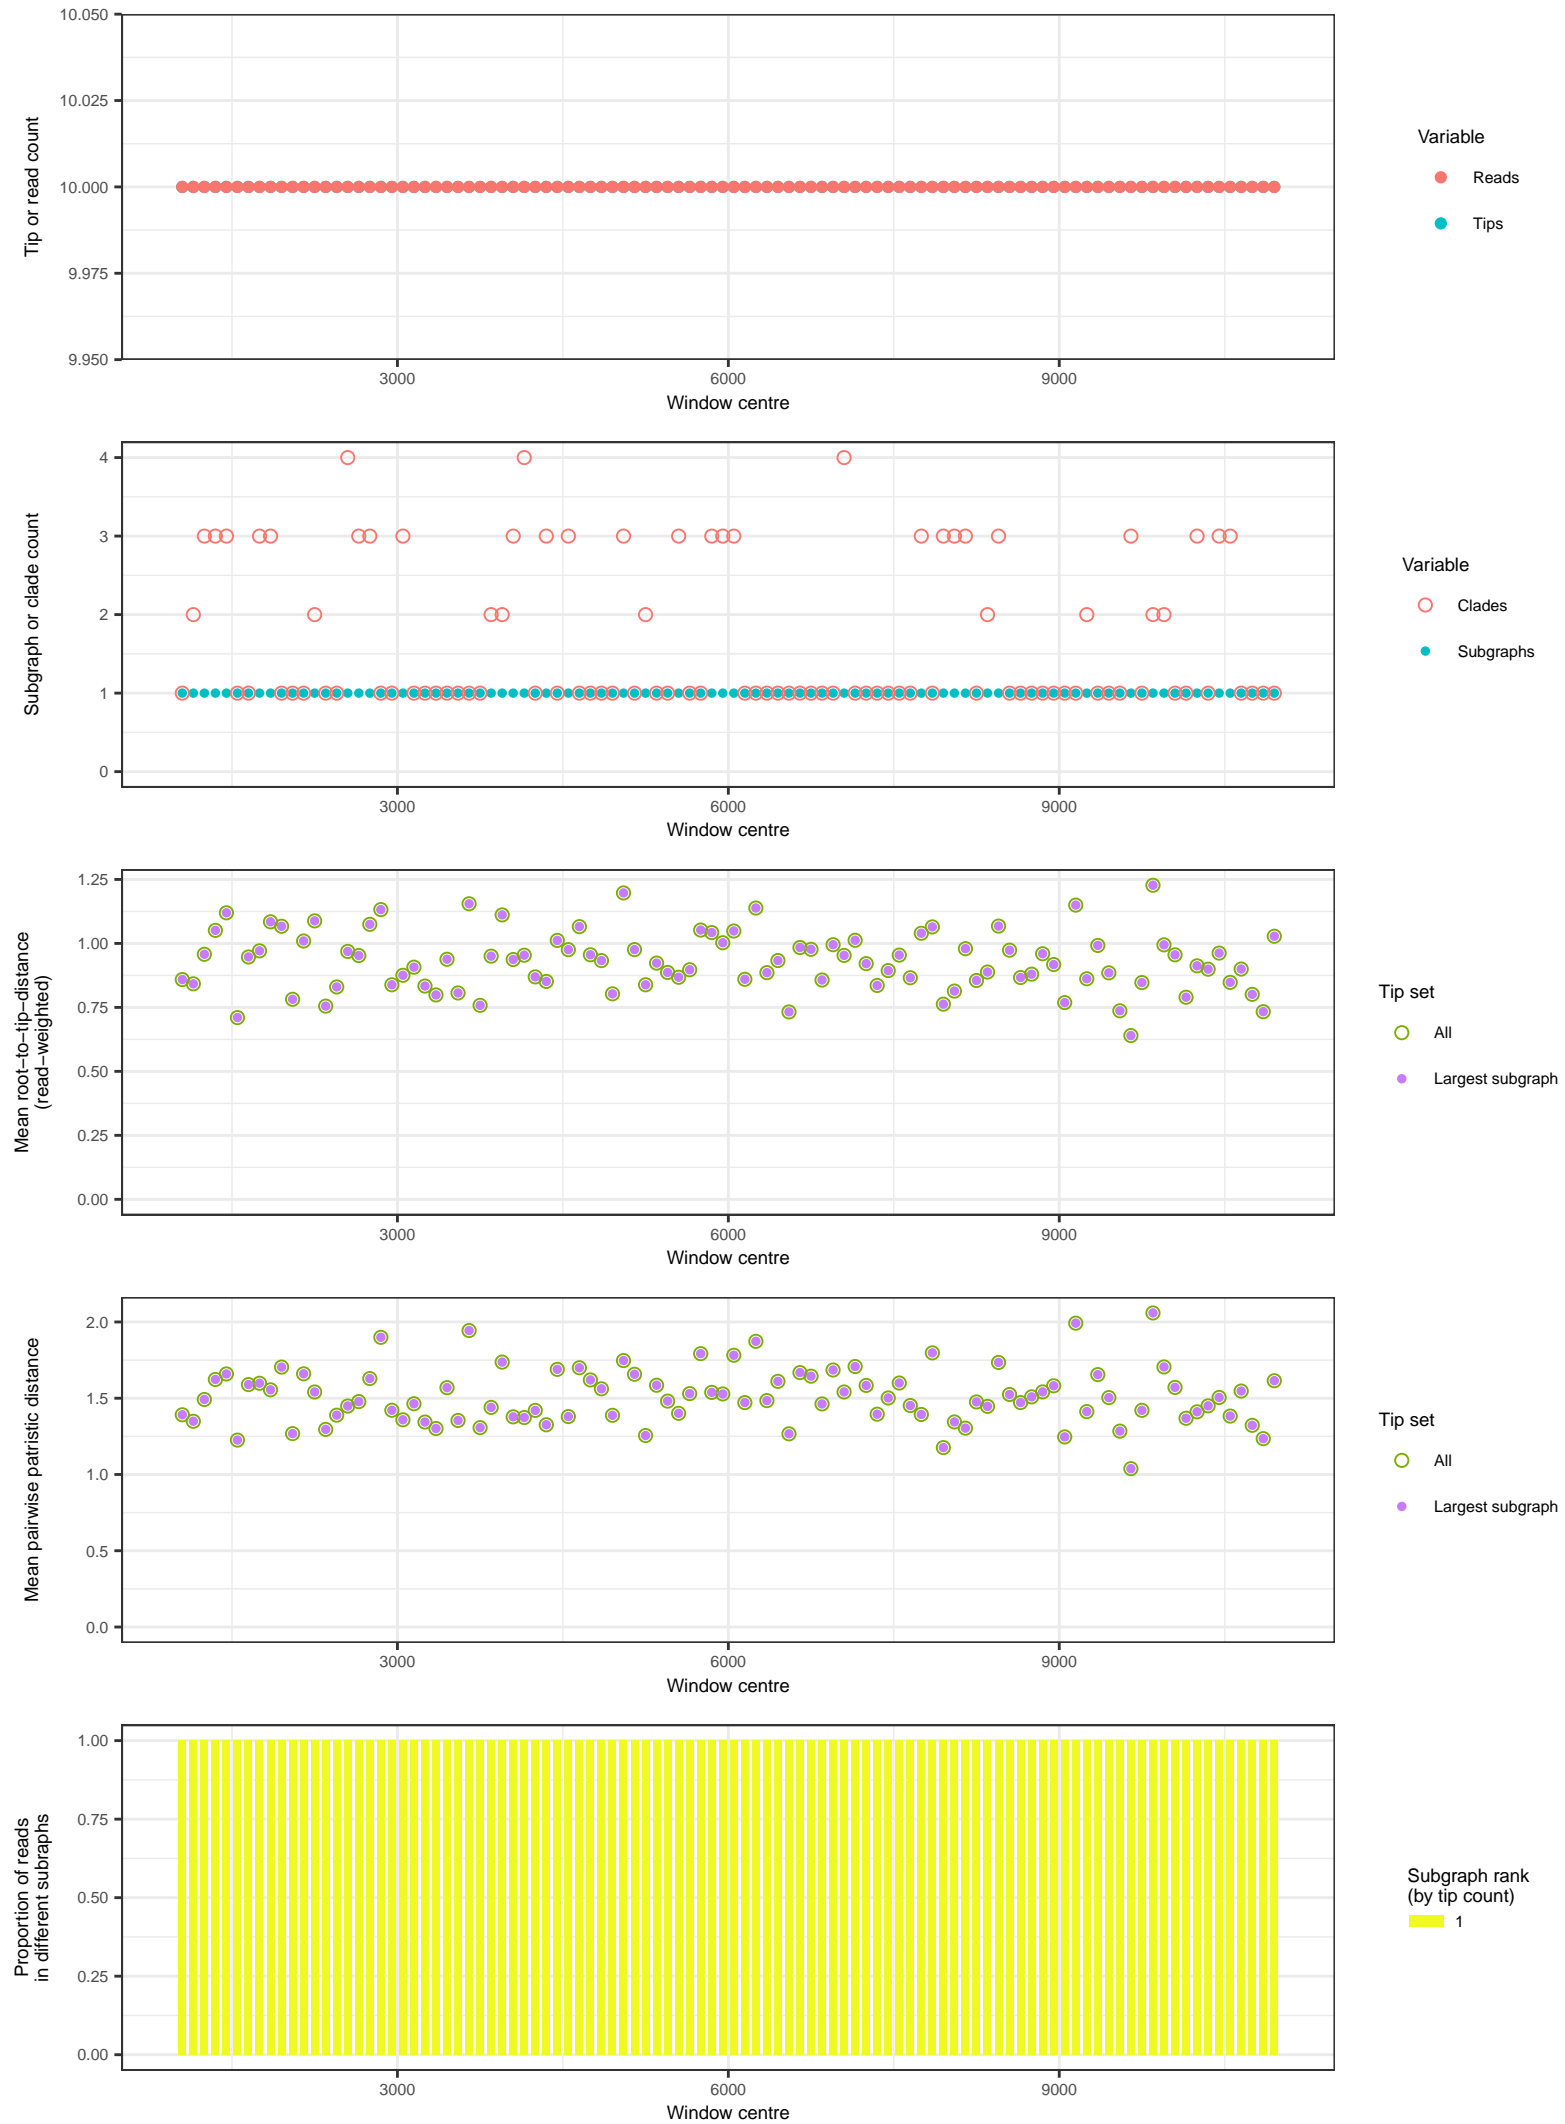 10.050
10.025
10.000
9.975
9.950
Tip or read count
3000
6000
9000
Window centre
Variable
Reads
Tips
4
3
2
1
0
Subgraph or clade count
3000
6000
9000
Window centre
Variable
Clades
Subgraphs
1.25
1.00
0.75
0.50
0.25
0.00
Mean root−to−tip−distance
(read−weighted)
3000
6000
9000
Window centre
Tip set
All
Largest subgraph
2.0
1.5
1.0
0.5
0.0
Mean pairwise patristic distance
3000
6000
9000
Window centre
Tip set
All
Largest subgraph
1.00
0.75
0.50
0.25
0.00
Proportion of reads
in different subraphs
3000
6000
9000
Window centre
Subgraph rank
(by tip count)
1